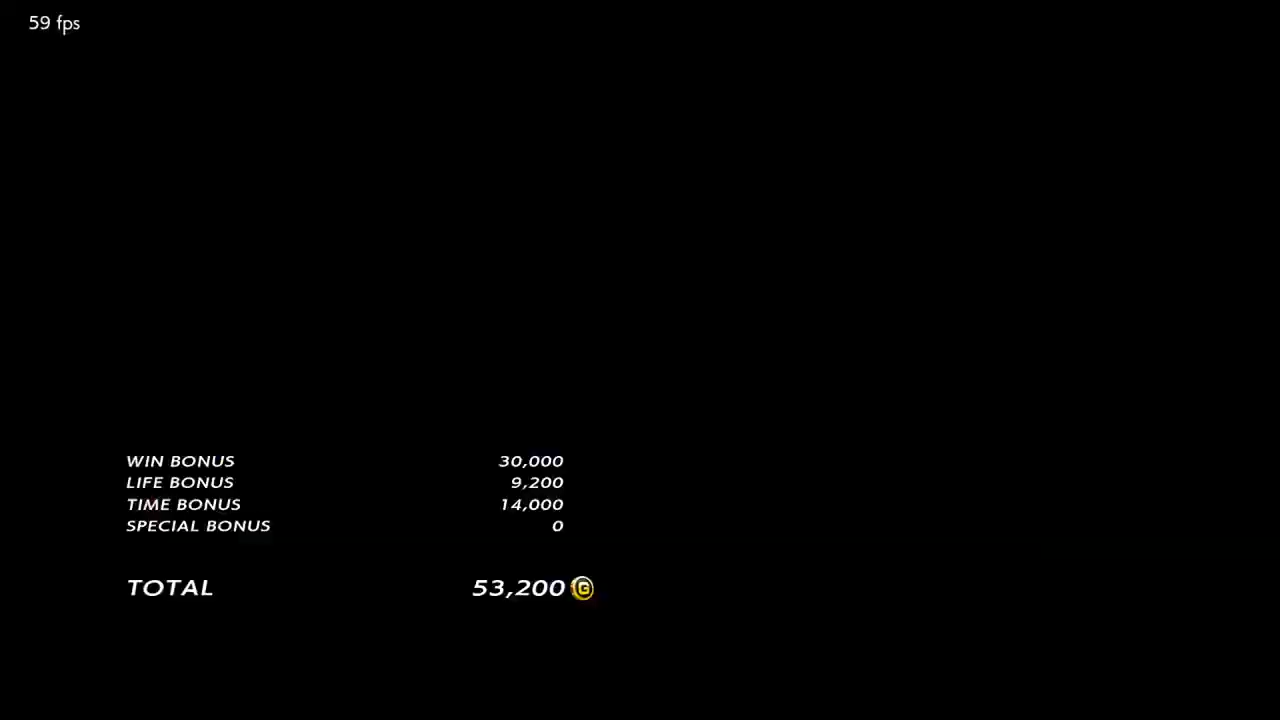 59 fps
WIN BONUS 30,000
LIFE BONUS 9,200
TIME BONUS 14,000
SPECIAL BONUS 0
TOTAL 53,200 G